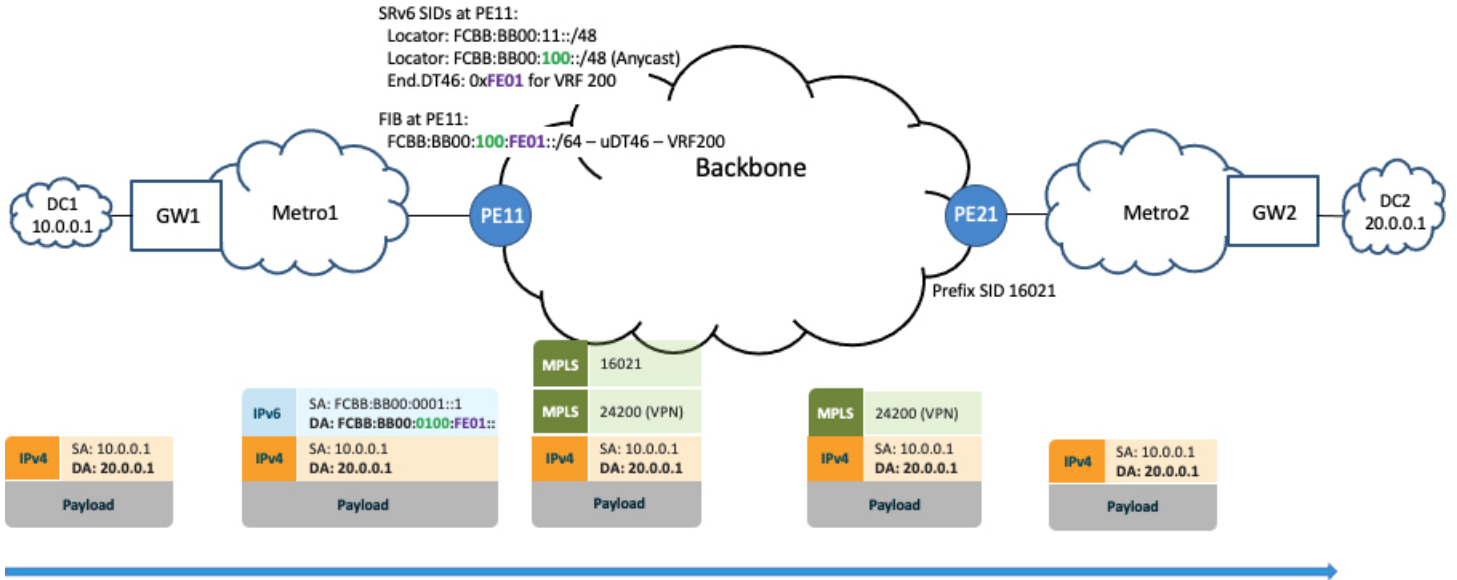 SRv6 SIDs at PE11:
Locator: FCBB:BB00:11::/48
Locator: FCBB:BB00:100::/48 (Anycast)
End.DT46: 0xFE01 for VRF 200
FIB at PE11:
FCBB:BB00:100:FE01::/64 – uDT46 – VRF200
Backbone
DC1
10.0.0.1
GW1
Metro1
PE11
PE21
Metro2
GW2
DC2
20.0.0.1
Prefix SID 16021
IPv4
SA: 10.0.0.1
DA: 20.0.0.1
Payload
IPv6
SA: FCBB:BB00:0001::1
DA: FCBB:BB00:0100:FE01::
IPv4
SA: 10.0.0.1
DA: 20.0.0.1
Payload
MPLS 16021
MPLS 24200 (VPN)
IPv4
SA: 10.0.0.1
DA: 20.0.0.1
Payload
MPLS 24200 (VPN)
IPv4
SA: 10.0.0.1
DA: 20.0.0.1
Payload
IPv4
SA: 10.0.0.1
DA: 20.0.0.1
Payload